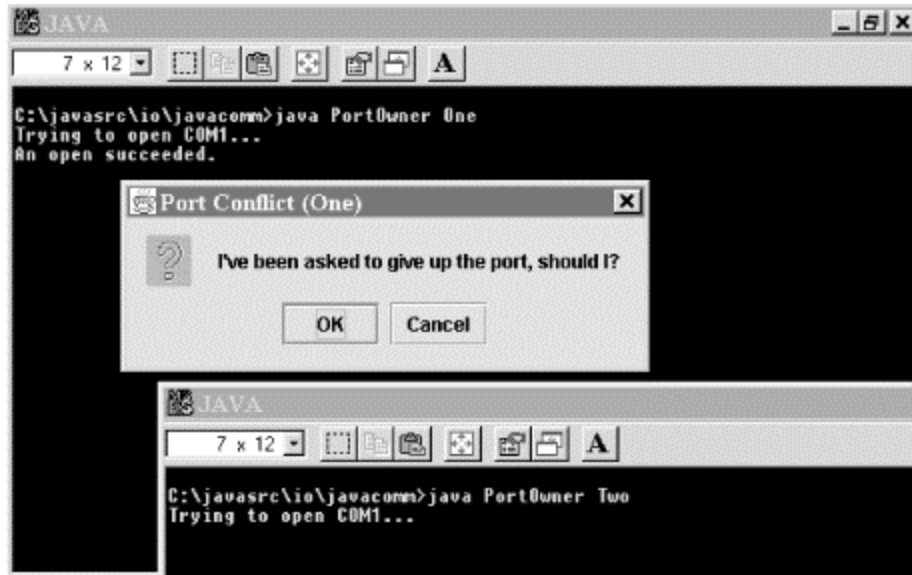 JAVA
7 x 12
A
C:\javasrc\io\javacomm>java PortOwner One
Trying to open COM1...
An open succeeded.
Port Conflict (One)
I've been asked to give up the port, should I?
OK
Cancel
JAVA
7 x 12
A
C:\javasrc\io\javacomm>java PortOwner Two
Trying to open COM1...